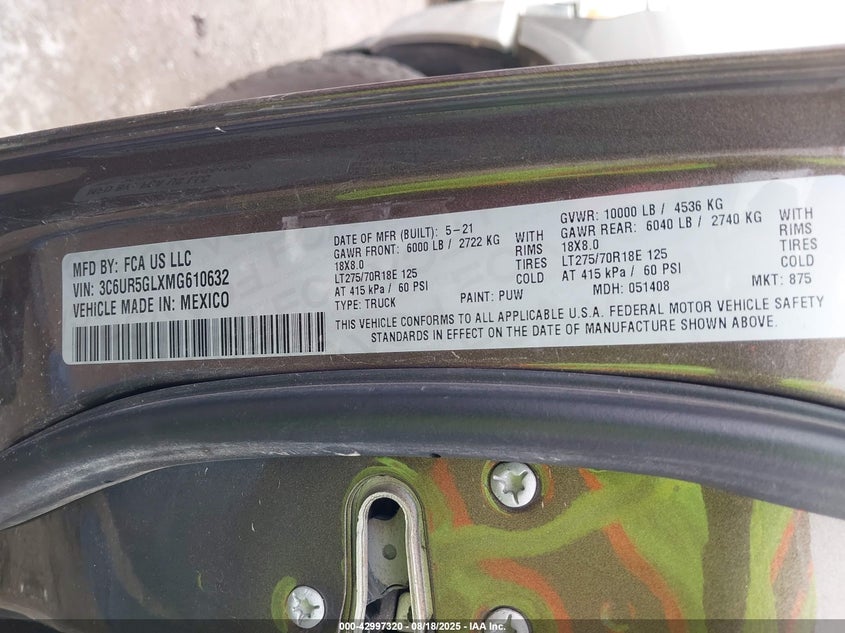 MFD BY: FCA US LLC
VIN: 3C6UR5GLXMG610632
VEHICLE MADE IN: MEXICO
DATE OF MFR (BUILT): 5-21
GAWR FRONT: 6000 LB / 2722 KG WITH
18X8.0 RIMS
LT275/70R18E 125 TIRES
AT 415 kPa / 60 PSI COLD
TYPE: TRUCK PAINT: PUW
GVWR: 10000 LB / 4536 KG
GAWR REAR: 6040 LB / 2740 KG WITH
18X8.0 RIMS
LT275/70R18E 125 TIRES
AT 415 kPa / 60 PSI COLD
MDH: 051408 MKT: 875
THIS VEHICLE CONFORMS TO ALL APPLICABLE U.S.A. FEDERAL MOTOR VEHICLE SAFETY
STANDARDS IN EFFECT ON THE DATE OF MANUFACTURE SHOWN ABOVE.
000-42997320 - 08/18/2025 - IAA Inc.